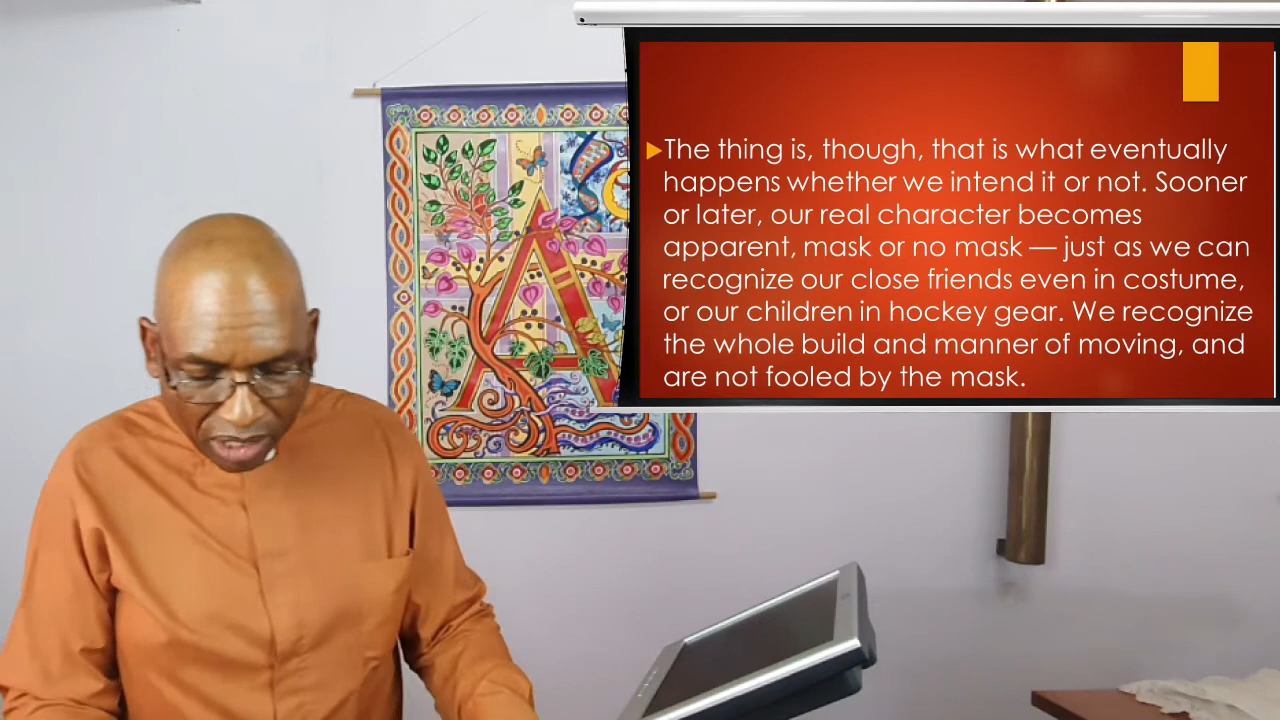 The thing is, though, that is what eventually
happens whether we intend it or not. Sooner
or later, our real character becomes
apparent, mask or no mask — just as we can
recognize our close friends even in costume,
or our children in hockey gear. We recognize
the whole build and manner of moving, and
are not fooled by the mask.